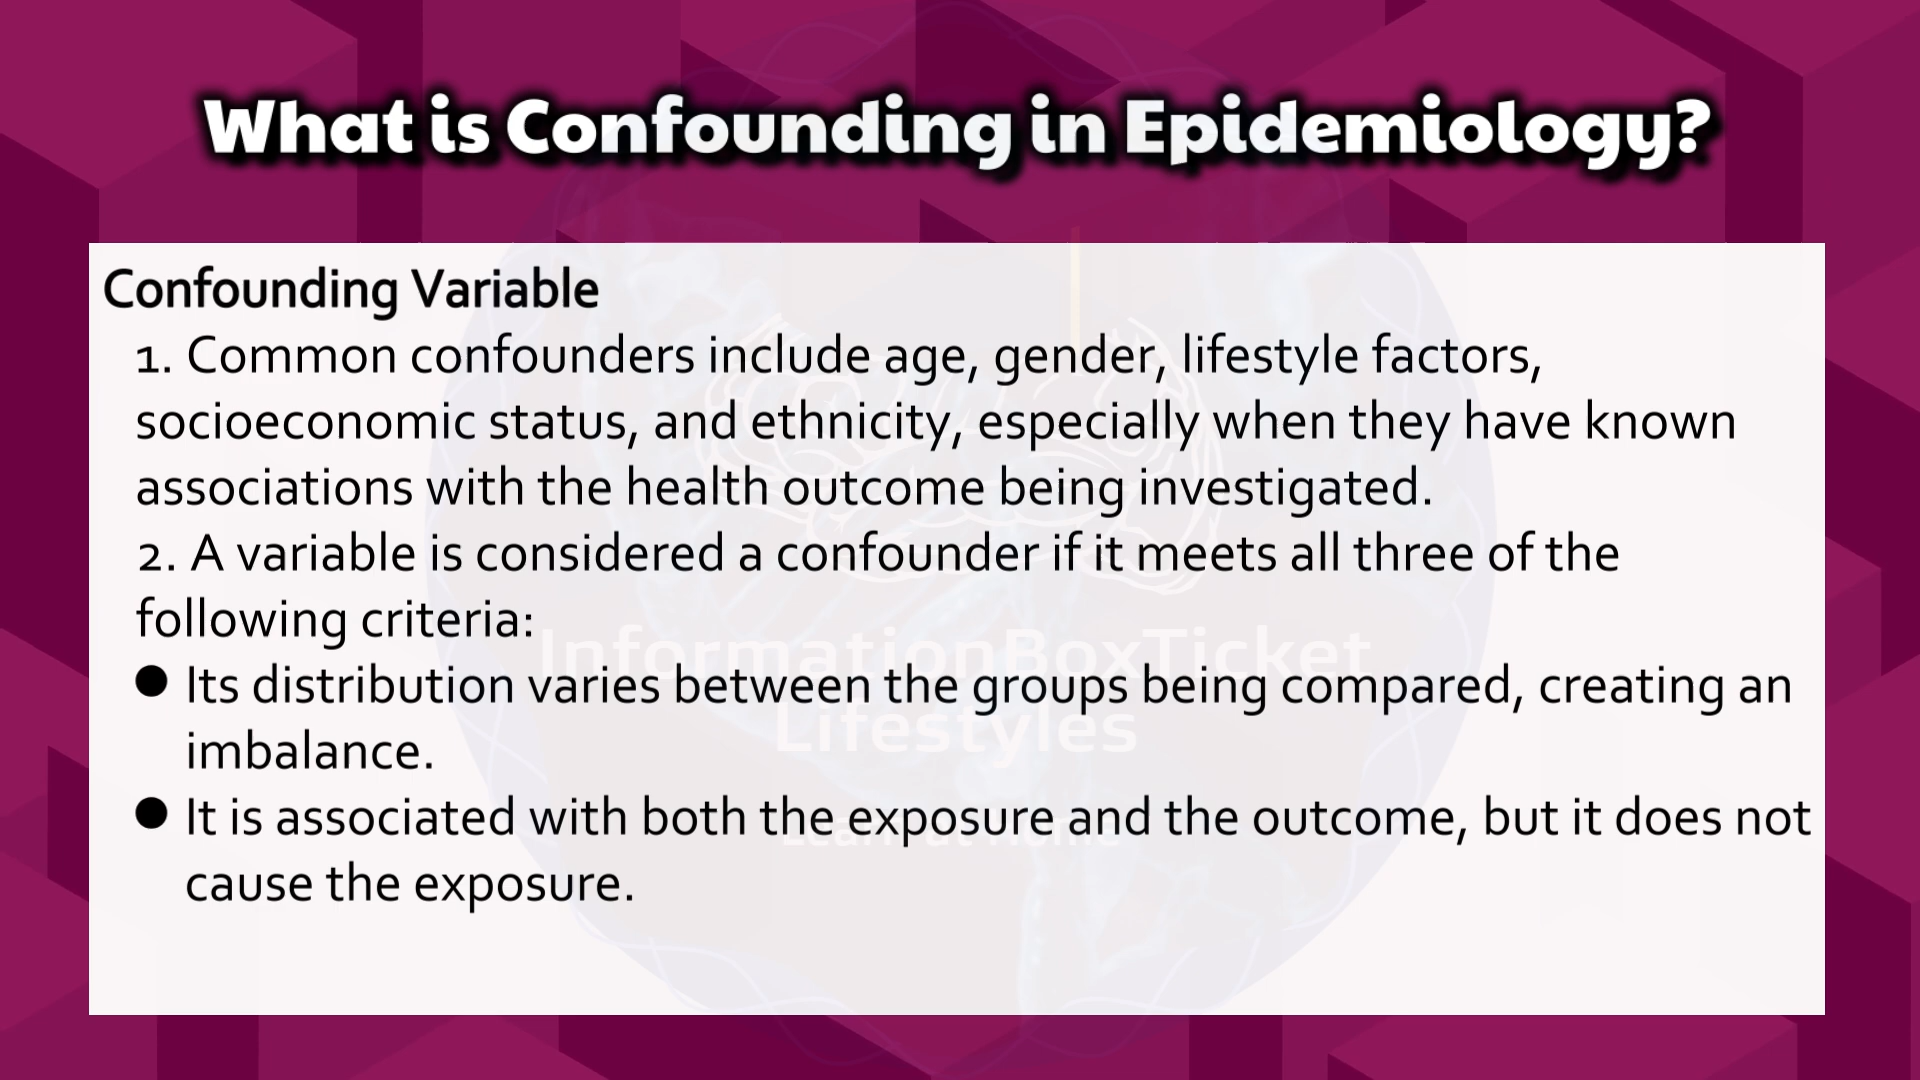 What is Confounding in Epidemiology?
Confounding Variable
1. Common confounders include age, gender, lifestyle factors,
socioeconomic status, and ethnicity, especially when they have known
associations with the health outcome being investigated.
2. A variable is considered a confounder if it meets all three of the
following criteria:
● Its distribution varies between the groups being compared, creating an
imbalance.
● It is associated with both the exposure and the outcome, but it does not
cause the exposure.
InformationBoxTicket
Lifestyles
Learn at Home